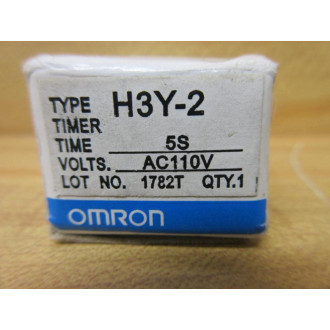 TYPE H3Y-2
TIMER
TIME 5S
VOLTS. AC110V
LOT NO. 1782T QTY.1
OMRON